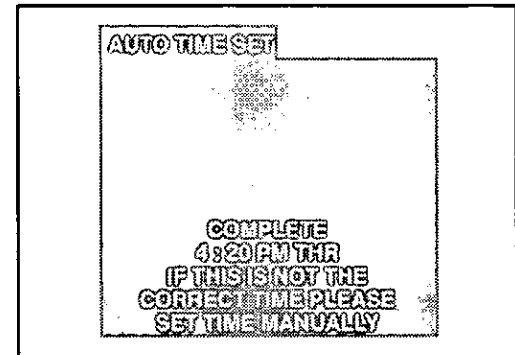 AUTO TIME SET
COMPLETE
4:20 PM THR
IF THIS IS NOT THE
CORRECT TIME PLEASE
SET TIME MANUALLY